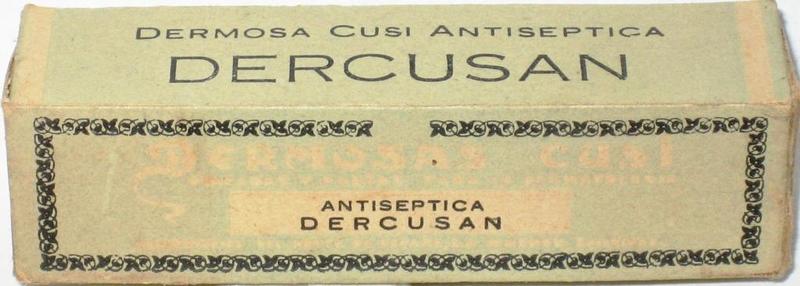 DERMOSA CUSI ANTISEPTICA
DERCUSAN
DERMOSAS CUSI
ANTISEPTICA
DERCUSAN